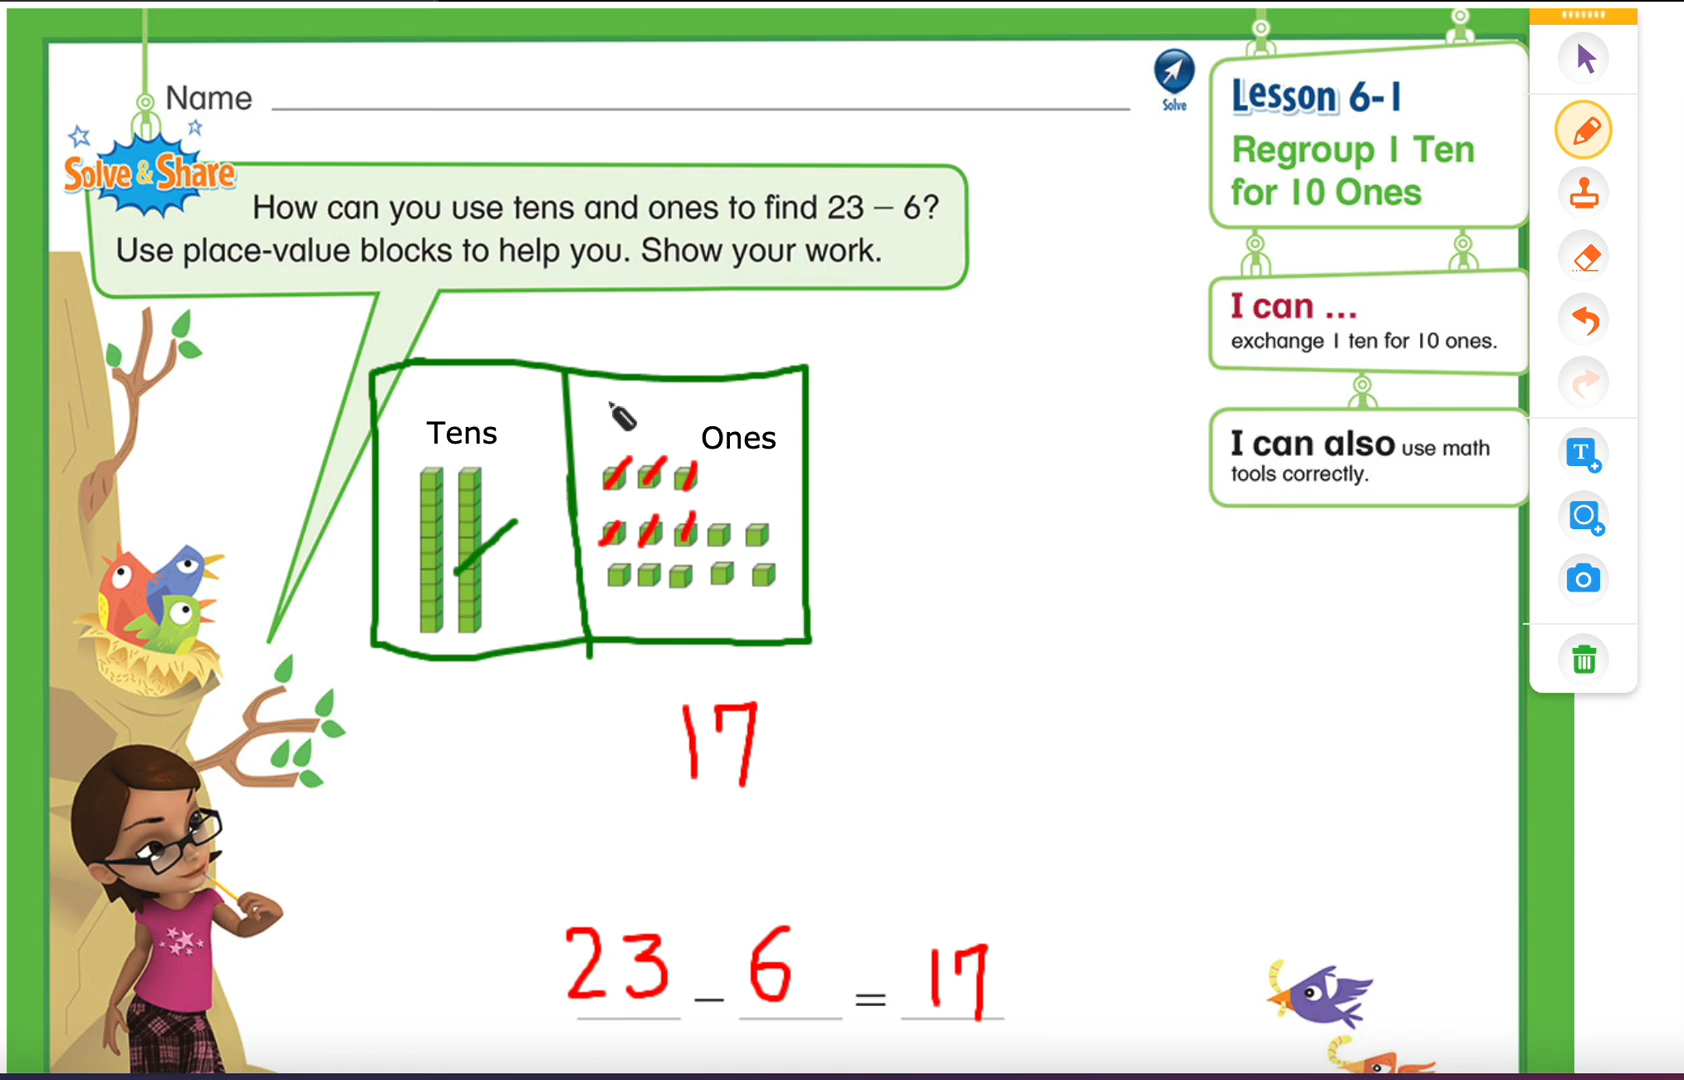 Name
Solve
Lesson 6-1
Regroup 1 Ten
for 10 Ones
Solve & Share
How can you use tens and ones to find 23 – 6?
Use place-value blocks to help you. Show your work.
I can ...
exchange 1 ten for 10 ones.
I can also use math
tools correctly.
Tens
Ones
17
23 – 6 = 17
T